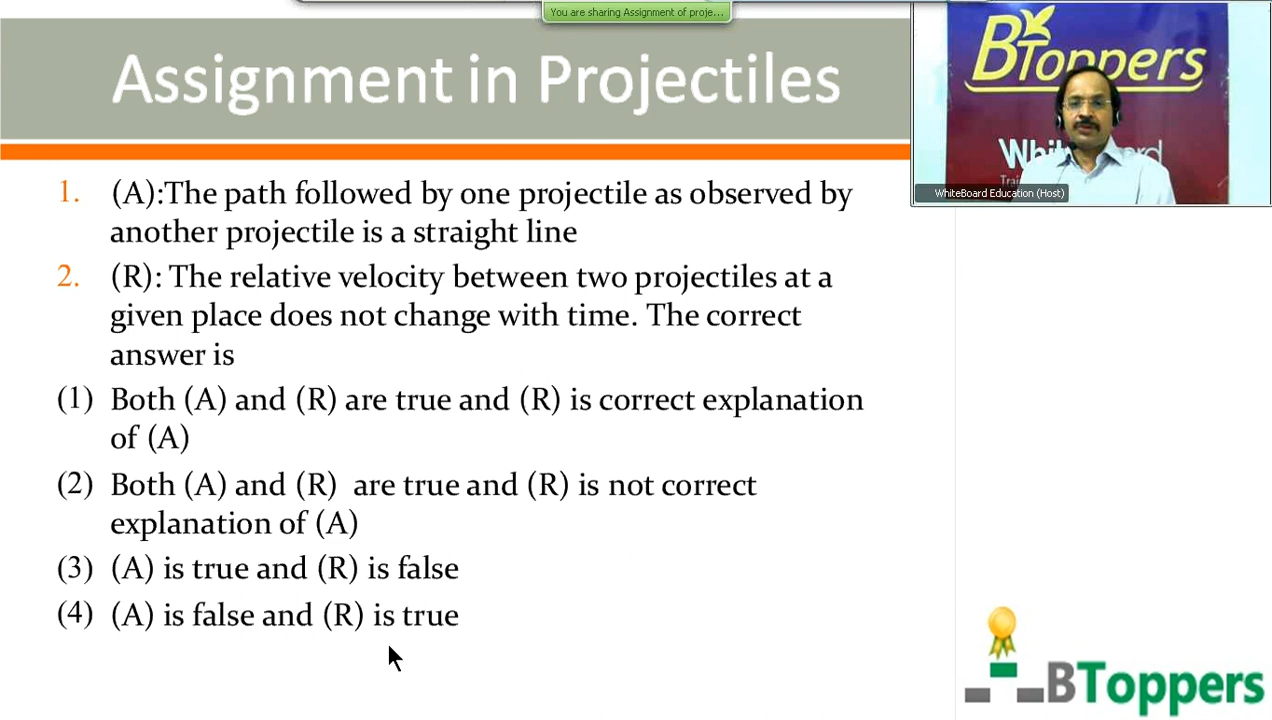 You are sharing Assignment of proje...
Assignment in Projectiles
BToppers
WhiteBoard Education (Host)
1. (A):The path followed by one projectile as observed by
another projectile is a straight line
2. (R): The relative velocity between two projectiles at a
given place does not change with time. The correct
answer is
(1) Both (A) and (R) are true and (R) is correct explanation
of (A)
(2) Both (A) and (R) are true and (R) is not correct
explanation of (A)
(3) (A) is true and (R) is false
(4) (A) is false and (R) is true
BToppers